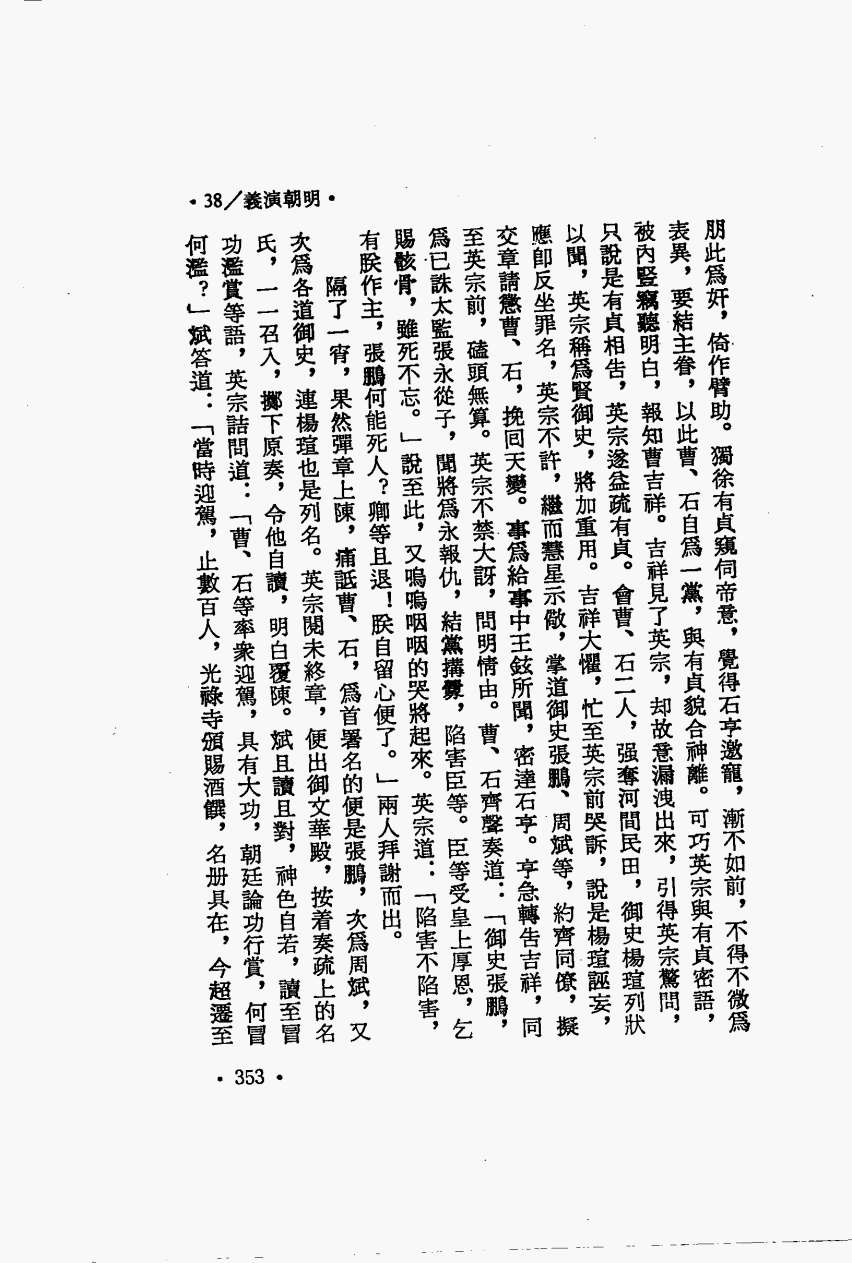 •38／義演朝明•
朋比爲奸，倚作臂助。獨徐有貞窺伺帝意，覺得石亨邀寵，漸不如前，不得不微爲
表異，要結主眷，以此曹、石自爲一黨，與有貞貌合神離。可巧英宗與有貞密語，
被內豎竊聽明白，報知曹吉祥。吉祥見了英宗，却故意漏洩出來，引得英宗驚問，
只說是有貞相告，英宗遂益疏有貞。會曹、石二人，强奪河間民田，御史楊瑄列狀
以聞，英宗稱爲賢御史，將加重用。吉祥大懼，忙至英宗前哭訴，說是楊瑄誣妄，
應卽反坐罪名，英宗不許，繼而彗星示儆，掌道御史張鵬、周斌等，約齊同僚，擬
交章請懲曹、石，挽囘天變。事爲給事中王鉉所聞，密達石亨。亨急轉吿吉祥，同
至英宗前，磕頭無算。英宗不禁大訝，問明情由。曹、石齊聲奏道：「御史張鵬，
爲已誅太監張永從子，聞將爲永報仇，結黨搆釁，陷害臣等。臣等受皇上厚恩，乞
賜骸骨，雖死不忘。」說至此，又嗚嗚咽咽的哭將起來。英宗道：「陷害不陷害，
有朕作主，張鵬何能死人？卿等且退！朕自留心便了。」兩人拜謝而出。
隔了一宵，果然彈章上陳，痛詆曹、石，爲首署名的便是張鵬，次爲周斌，又
次爲各道御史，連楊瑄也是列名。英宗閱未終章，便出御文華殿，按着奏疏上的名
氏，一一召入，擲下原奏，令他自讀，明白覆陳。斌且讀且對，神色自若，讀至冒
功濫賞等語，英宗詰問道：「曹、石等率衆迎駕，具有大功，朝廷論功行賞，何冒
何濫？」斌答道：「當時迎駕，止數百人，光祿寺頒賜酒饌，名册具在，今超遷至
•353•